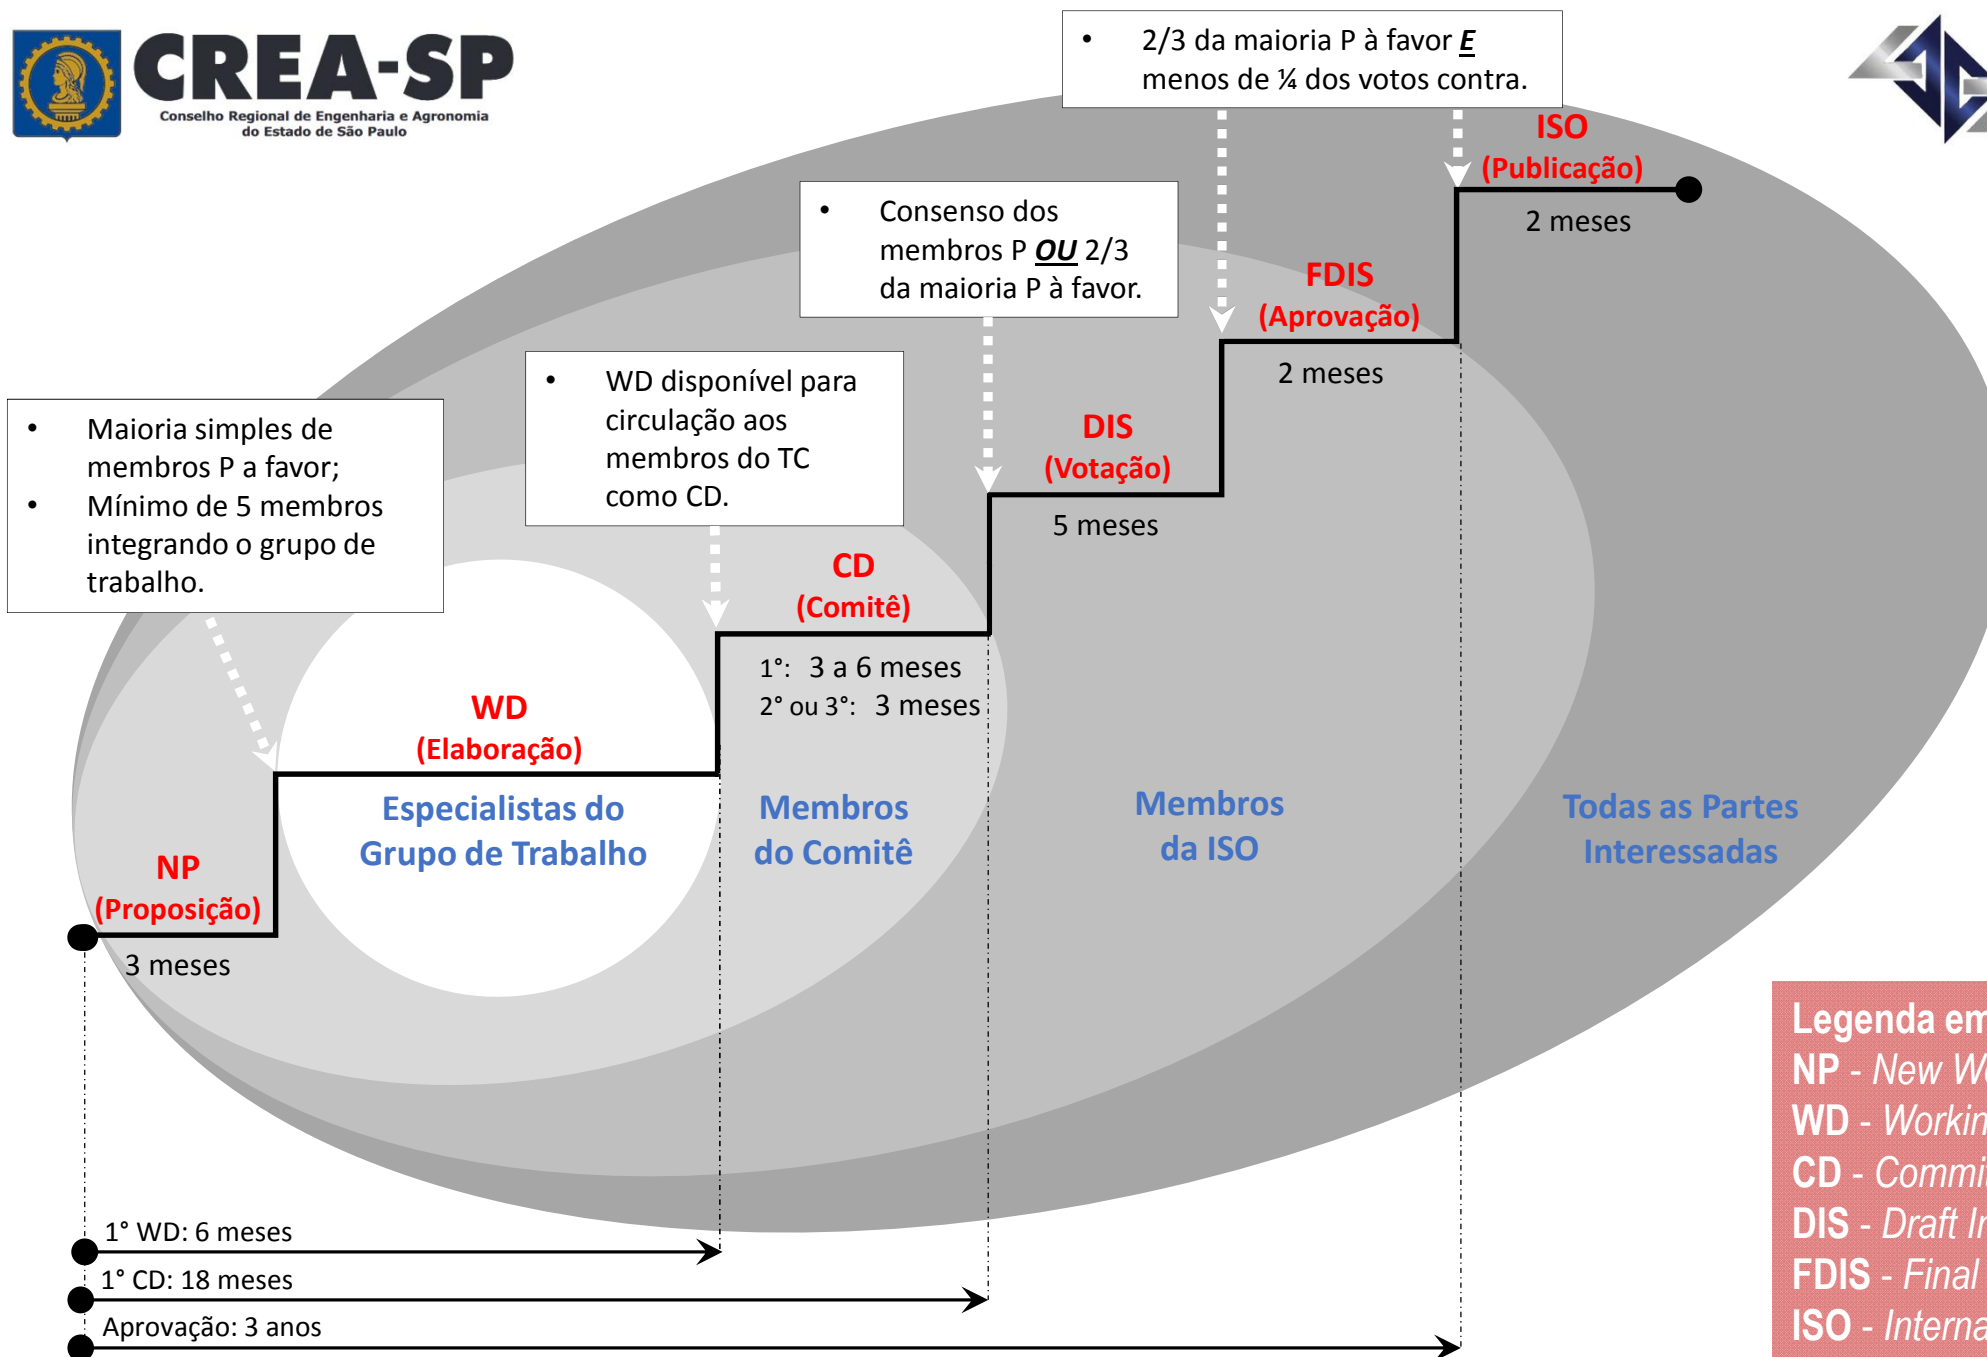 CREA-SP
Conselho Regional de Engenharia e Agronomia
do Estado de São Paulo
• 2/3 da maioria P à favor E
menos de ¼ dos votos contra.
ISO
(Publicação)
2 meses
• Consenso dos
membros P OU 2/3
da maioria P à favor.
FDIS
(Aprovação)
2 meses
• WD disponível para
circulação aos
membros do TC
como CD.
DIS
(Votação)
5 meses
• Maioria simples de
membros P a favor;
• Mínimo de 5 membros
integrando o grupo de
trabalho.
CD
(Comitê)
1°: 3 a 6 meses
2° ou 3°: 3 meses
WD
(Elaboração)
Especialistas do
Grupo de Trabalho
Membros
do Comitê
Membros
da ISO
Todas as Partes
Interessadas
NP
(Proposição)
3 meses
1° WD: 6 meses
1° CD: 18 meses
Aprovação: 3 anos
Legenda em
NP - New
WD -
CD -
DIS - Draft
FDIS - Final
ISO -